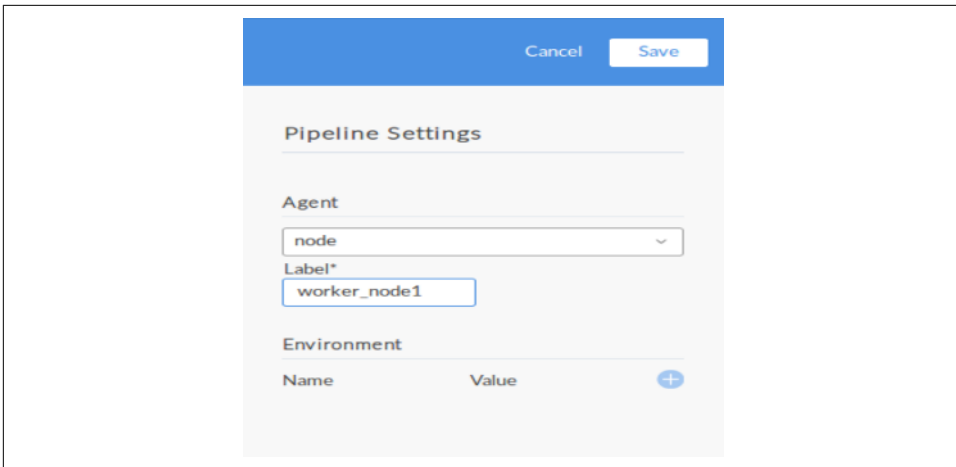 Cancel Save
Pipeline Settings
Agent
node
Label*
worker_node1
Environment
Name Value